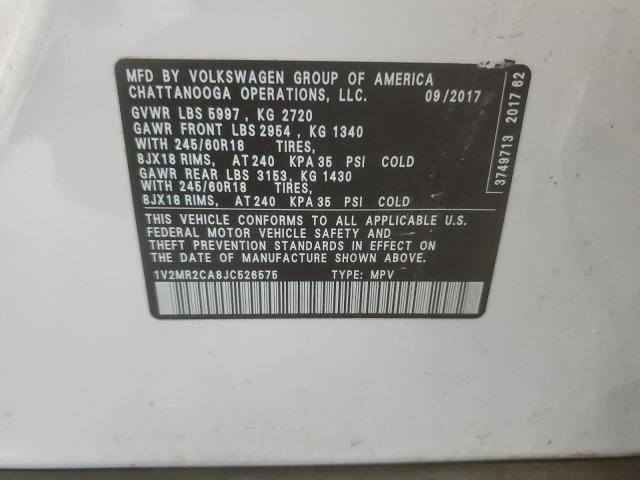 MFD BY VOLKSWAGEN GROUP OF AMERICA
CHATTANOOGA OPERATIONS, LLC. 09/2017
GVWR LBS 5997, KG 2720
GAWR FRONT LBS 2954, KG 1340
WITH 245/60R18 TIRES,
8JX18 RIMS, AT 240 KPA 35 PSI COLD
GAWR REAR LBS 3153, KG 1430
WITH 245/60R18 TIRES,
8JX18 RIMS, AT 240 KPA 35 PSI COLD
THIS VEHICLE CONFORMS TO ALL APPLICABLE U.S.
FEDERAL MOTOR VEHICLE SAFETY AND
THEFT PREVENTION STANDARDS IN EFFECT ON
THE DATE OF MANUFACTURE SHOWN ABOVE.
1V2MR2CA8JC526575 TYPE: MPV
3749713 2017 62